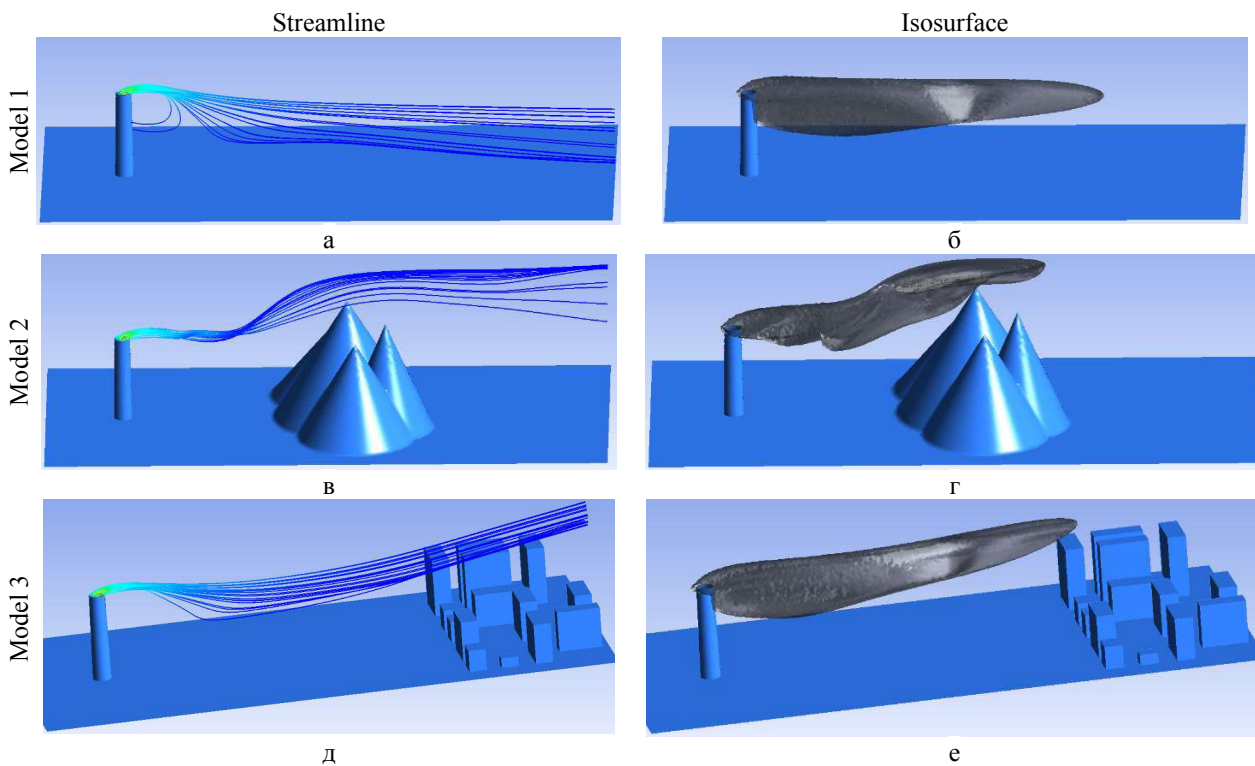 Streamline
Isosurface
Model 1
а
б
Model 2
в
г
Model 3
д
е